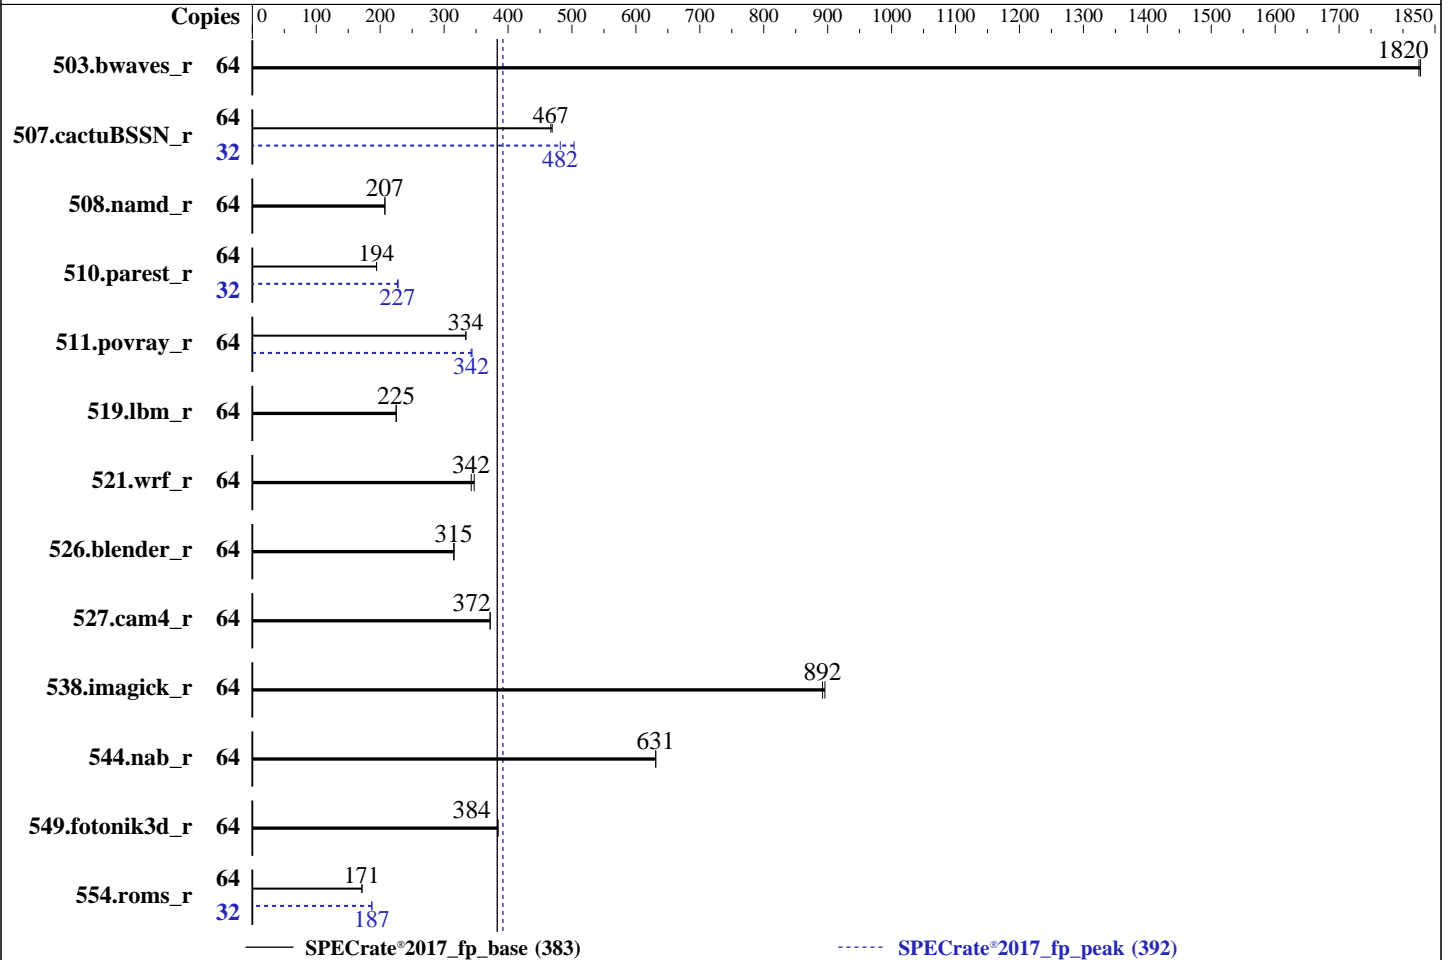 Copies 0 100 200 300 400 500 600 700 800 900 1000 1100 1200 1300 1400 1500 1600 1700 1850
503.bwaves_r 64 1820
507.cactuBSSN_r 64 467
32 482
508.namd_r 64 207
510.parest_r 64 194
32 227
511.povray_r 64 334
342
519.lbm_r 64 225
521.wrf_r 64 342
526.blender_r 64 315
527.cam4_r 64 372
538.imagick_r 64 892
544.nab_r 64 631
549.fotonik3d_r 64 384
554.roms_r 64 171
32 187
SPECrate®2017_fp_base (383) SPECrate®2017_fp_peak (392)